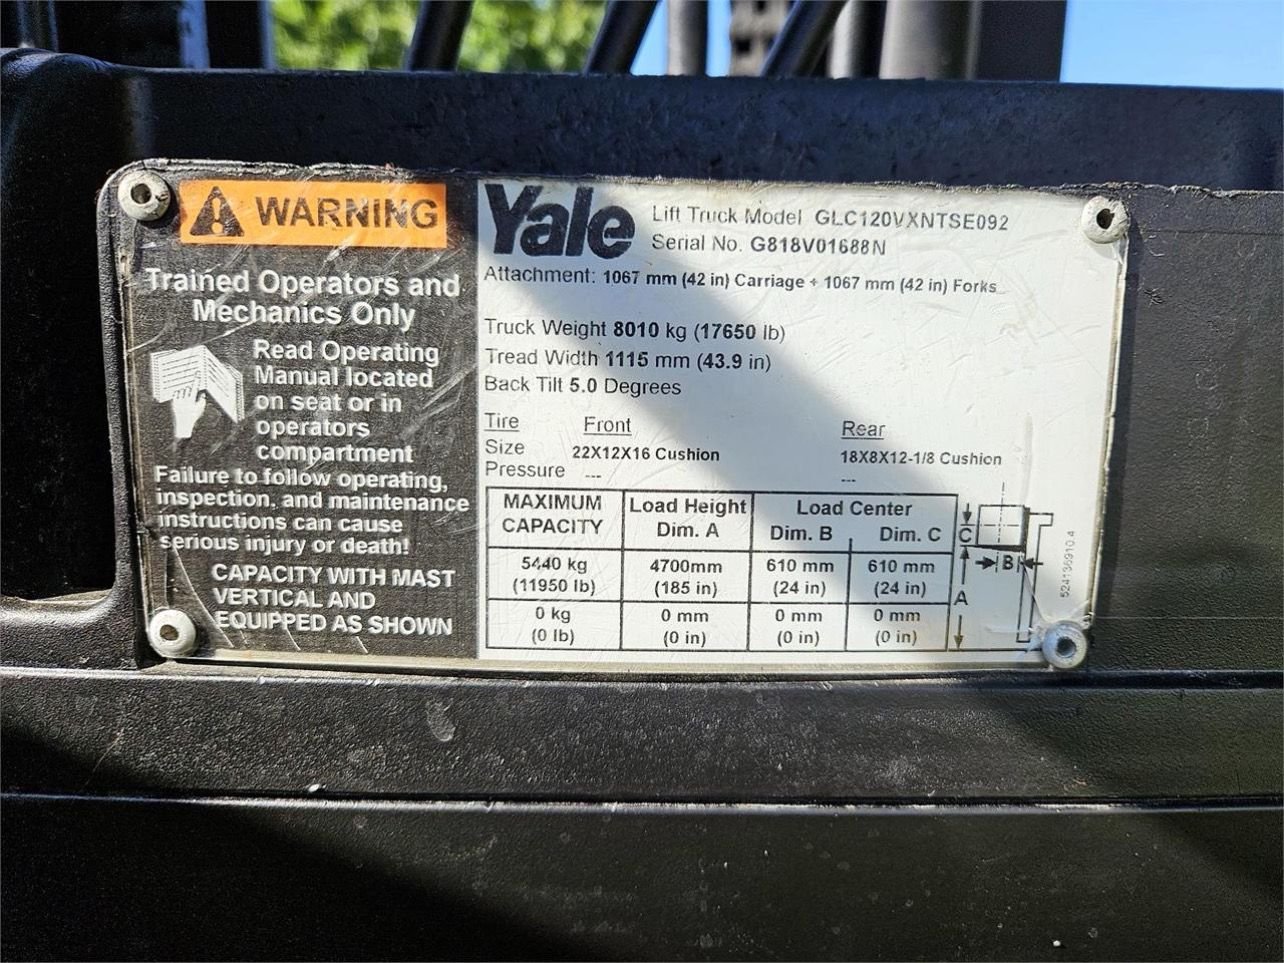 WARNING
Trained Operators and
Mechanics Only
Read Operating
Manual located
on seat or in
operators
compartment
Failure to follow operating,
inspection, and maintenance
instructions can cause
serious injury or death!
CAPACITY WITH MAST
VERTICAL AND
EQUIPPED AS SHOWN
Yale
Lift Truck Model GLC120VXNTSE092
Serial No. G818V01688N
Attachment: 1067 mm (42 in) Carriage + 1067 mm (42 in) Forks
Truck Weight 8010 kg (17650 lb)
Tread Width 1115 mm (43.9 in)
Back Tilt 5.0 Degrees
Tire Front Rear
Size 22X12X16 Cushion 18X8X12-1/8 Cushion
Pressure --- ---
MAXIMUM Load Height Load Center
CAPACITY Dim. A Dim. B Dim. C
5440 kg 4700mm 610 mm 610 mm
(11950 lb) (185 in) (24 in) (24 in)
0 kg 0 mm 0 mm 0 mm
(0 lb) (0 in) (0 in) (0 in)
C
B
A
524136910.4